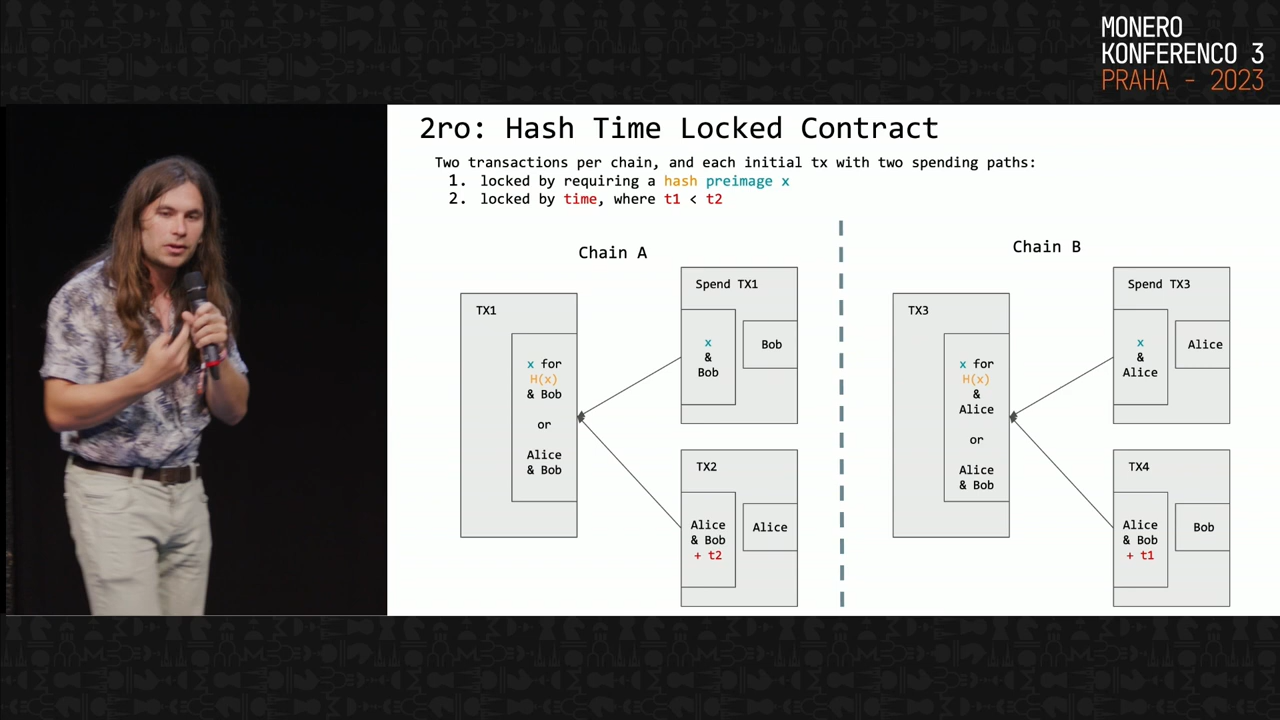 MONERO
KONFERENCO 3
PRAHA - 2023
2ro: Hash Time Locked Contract
Two transactions per chain, and each initial tx with two spending paths:
1. locked by requiring a hash preimage x
2. locked by time, where t1 < t2
Chain A
TX1
x for
H(x)
& Bob
or
Alice
& Bob
Spend TX1
x
&
Bob
Bob
TX2
Alice
& Bob
+ t2
Alice
Chain B
TX3
x for
H(x)
&
Alice
or
Alice
& Bob
Spend TX3
x
&
Alice
Alice
TX4
Alice
& Bob
+ t1
Bob